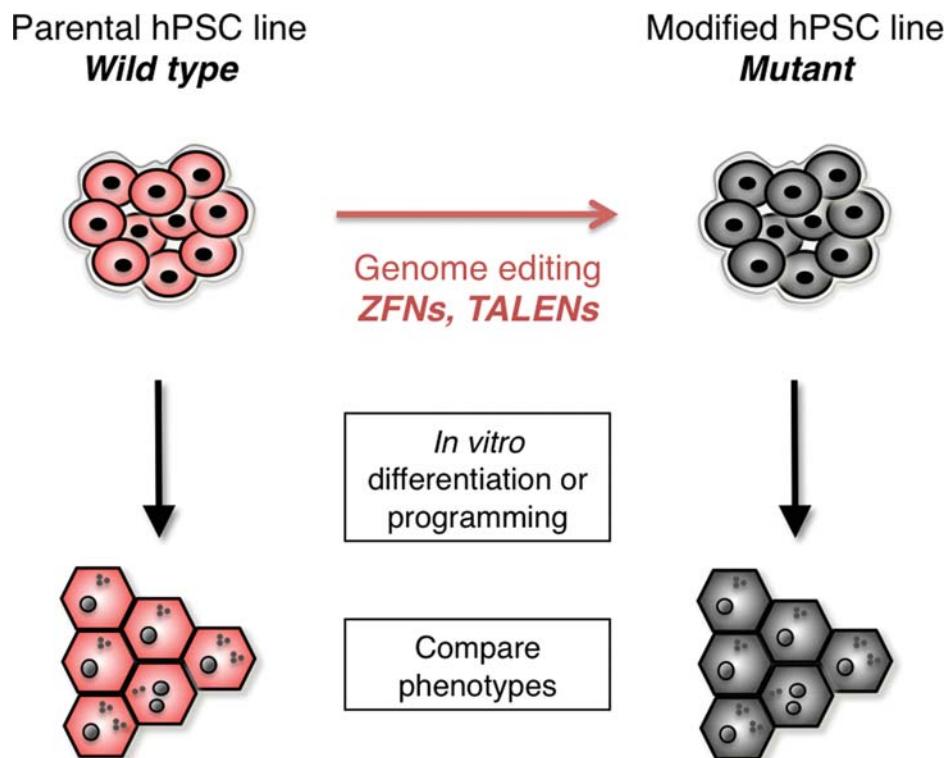 Parental hPSC line
Wild type
Modified hPSC line
Mutant
Genome editing
ZFNs, TALENs
In vitro
differentiation or
programming
Compare
phenotypes